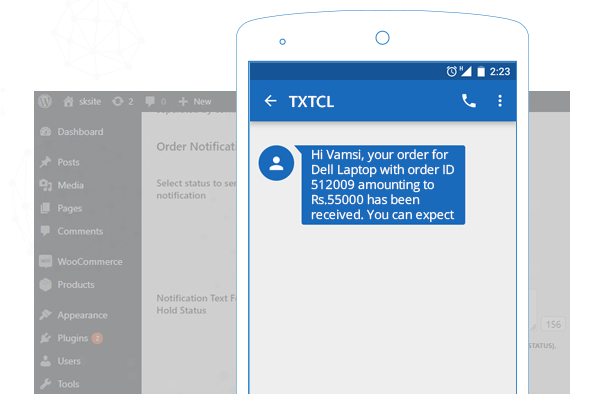 2:23
TXTCL
Hi Vamsi, your order for
Dell Laptop with order ID
512009 amounting to
Rs.55000 has been
received. You can expect
sksite 2 0 New
Order Notificat
Select status to se
notification
Notification Text F
Hold Status
156
STATUS},
Dashboard
Posts
Media
Pages
Comments
WooCommerce
Products
Appearance
Plugins 2
Users
Tools